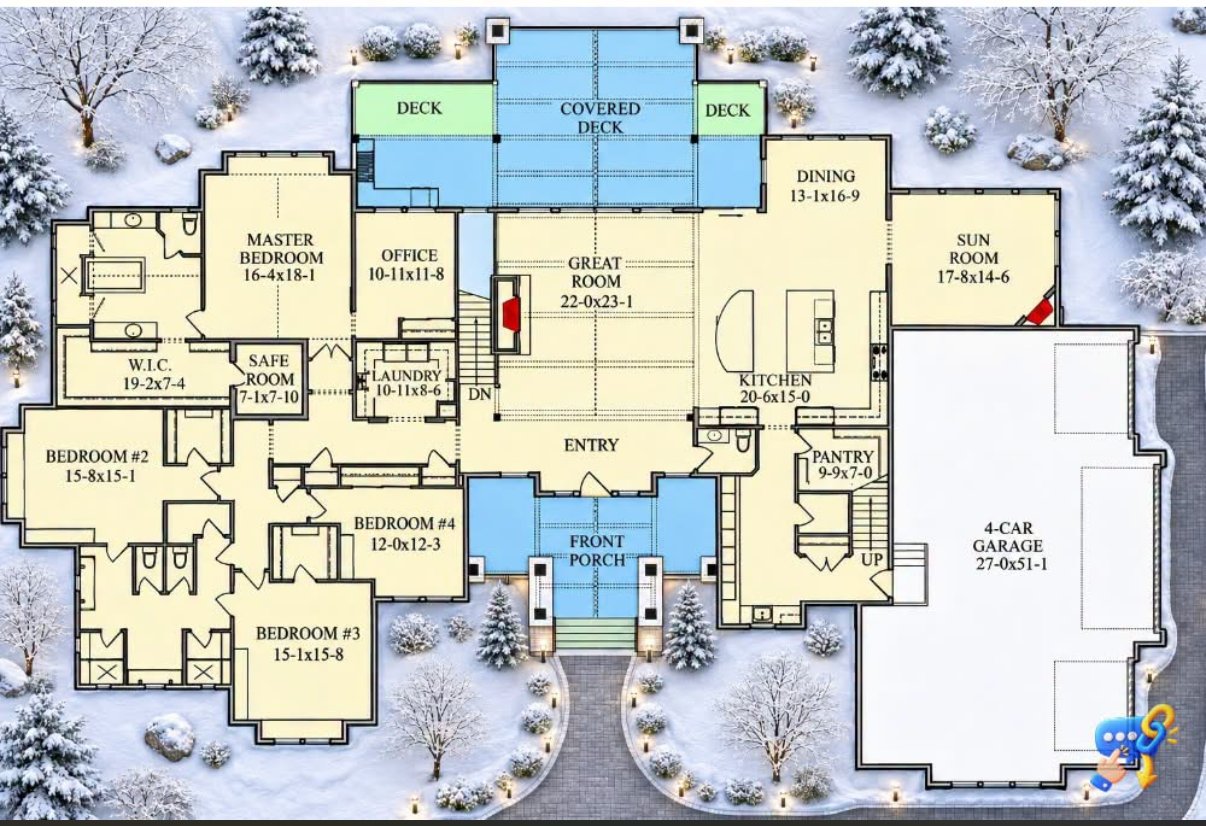 DECK
COVERED
DECK
DECK
DINING
13-1x16-9
MASTER
BEDROOM
16-4x18-1
OFFICE
10-11x11-8
GREAT
ROOM
22-0x23-1
SUN
ROOM
17-8x14-6
W.I.C.
19-2x7-4
SAFE
ROOM
7-1x7-10
LAUNDRY
10-11x8-6
DN
KITCHEN
20-6x15-0
BEDROOM #2
15-8x15-1
ENTRY
PANTRY
9-9x7-0
BEDROOM #4
12-0x12-3
FRONT
PORCH
UP
4-CAR
GARAGE
27-0x51-1
BEDROOM #3
15-1x15-8